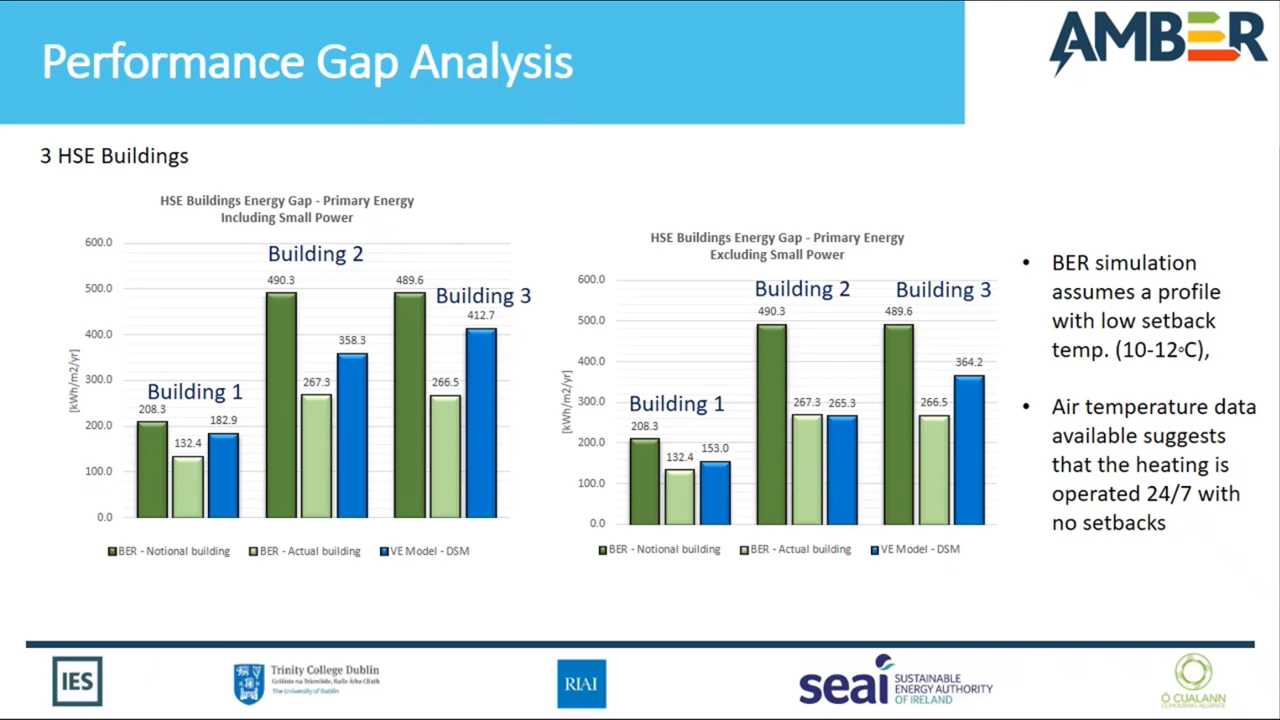 Performance Gap Analysis
AMBER
3 HSE Buildings
HSE Buildings Energy Gap - Primary Energy
Including Small Power
[kWh/m2/yr]
600.0
500.0
400.0
300.0
200.0
100.0
0.0
Building 1
208.3
132.4
182.9
Building 2
490.3
267.3
358.3
Building 3
489.6
266.5
412.7
BER - Notional building
BER - Actual building
VE Model - DSM
HSE Buildings Energy Gap - Primary Energy
Excluding Small Power
[kWh/m2/yr]
600.0
500.0
400.0
300.0
200.0
100.0
0.0
Building 1
208.3
132.4
153.0
Building 2
490.3
267.3
265.3
Building 3
489.6
266.5
364.2
BER - Notional building
BER - Actual building
VE Model - DSM
• BER simulation
assumes a profile
with low setback
temp. (10-12◦C),
• Air temperature data
available suggests
that the heating is
operated 24/7 with
no setbacks
IES
Trinity College Dublin
Coláiste na Tríonóide, Baile Átha Cliath
The University of Dublin
RIAI
seai
SUSTAINABLE
ENERGY AUTHORITY
OF IRELAND
Ó CUALANN
COHOUSING ALLIANCE